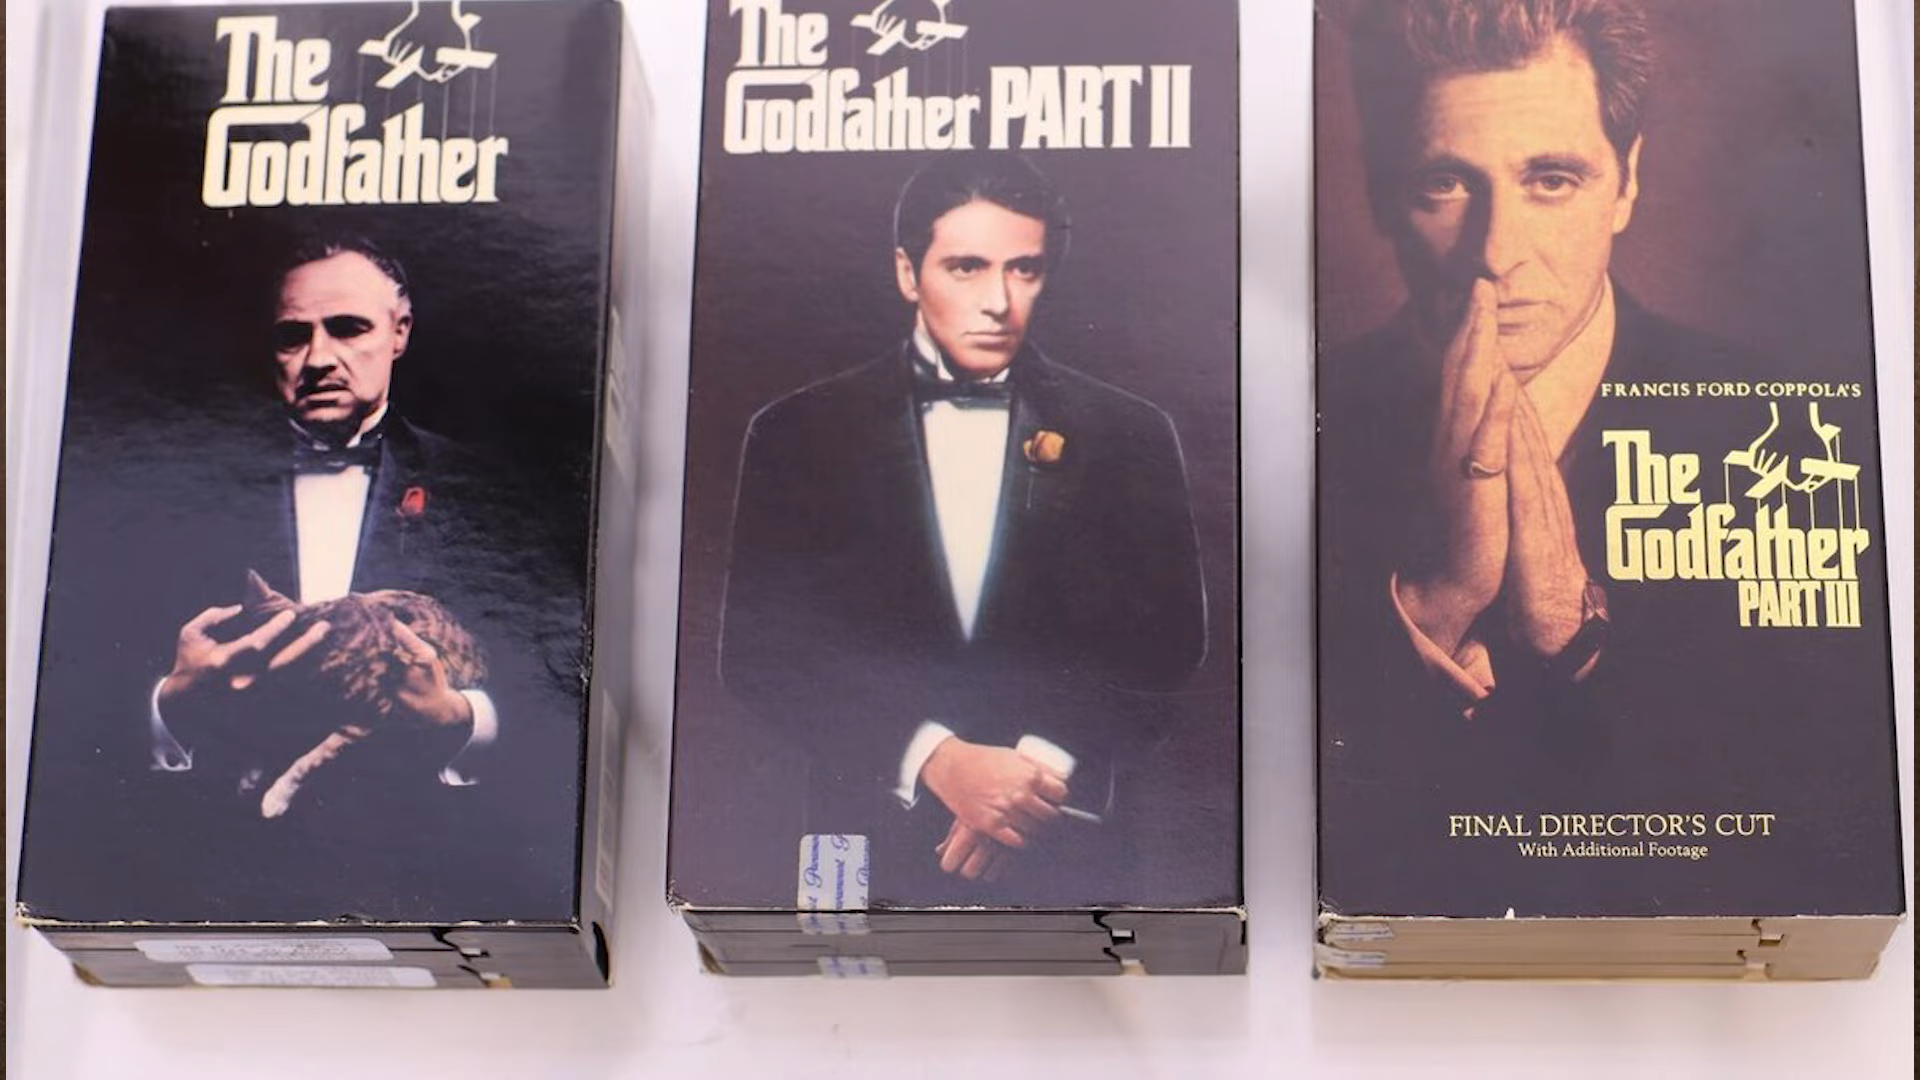 The
Godfather
The
Godfather PART II
FRANCIS FORD COPPOLA'S
The
Godfather
PART III
FINAL DIRECTOR'S CUT
With Additional Footage
Paramount